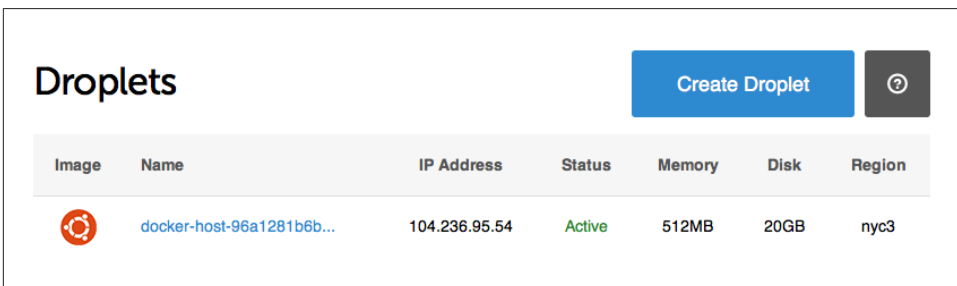 Droplets
Create Droplet
Image Name IP Address Status Memory Disk Region
docker-host-96a1281b6b... 104.236.95.54 Active 512MB 20GB nyc3